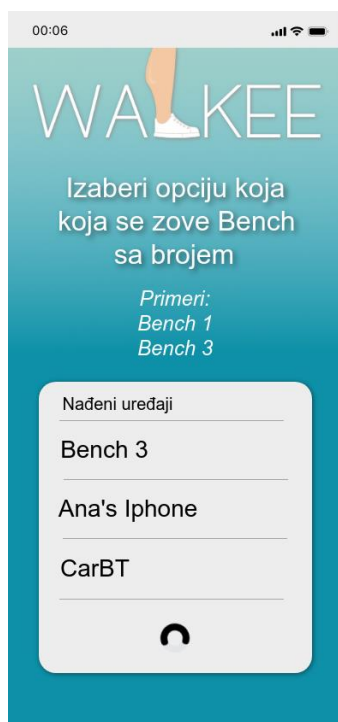 00:06
WALKEE
Izaberi opciju koja
koja se zove Bench
sa brojem
Primeri:
Bench 1
Bench 3
Nađeni uređaji
Bench 3
Ana's Iphone
CarBT